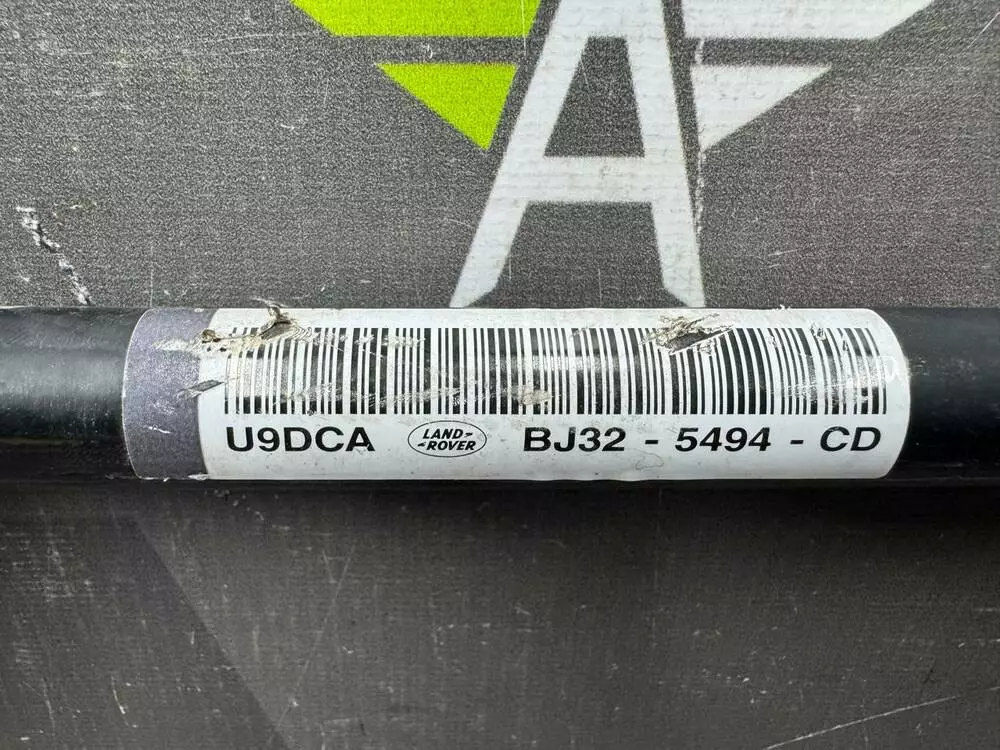 A
U9DCA LAND-ROVER BJ32 - 5494 - CD